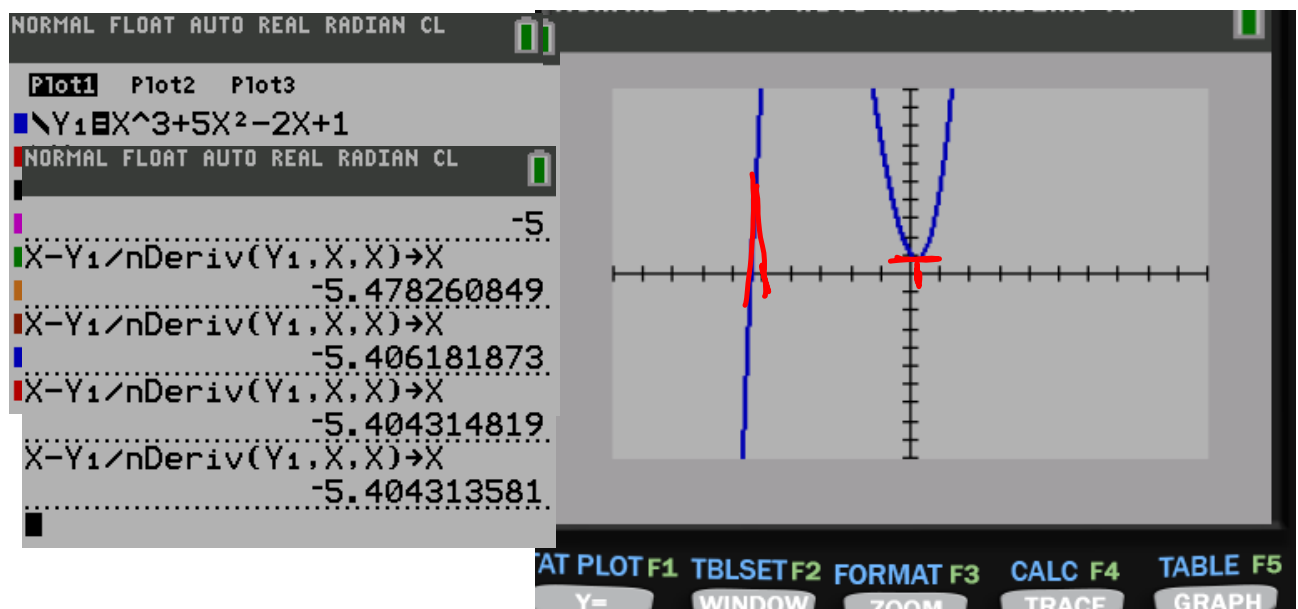 NORMAL FLOAT AUTO REAL RADIAN CL
Plot1 Plot2 Plot3
\Y₁=X^3+5X²-2X+1
NORMAL FLOAT AUTO REAL RADIAN CL
-5
X-Y₁/nDeriv(Y₁,X,X)→X
-5.478260849
X-Y₁/nDeriv(Y₁,X,X)→X
-5.406181873
X-Y₁/nDeriv(Y₁,X,X)→X
-5.404314819
X-Y₁/nDeriv(Y₁,X,X)→X
-5.404313581
TAT PLOT F1 TBLSET F2 FORMAT F3 CALC F4 TABLE F5
Y= WINDOW ZOOM TRACE GRAPH